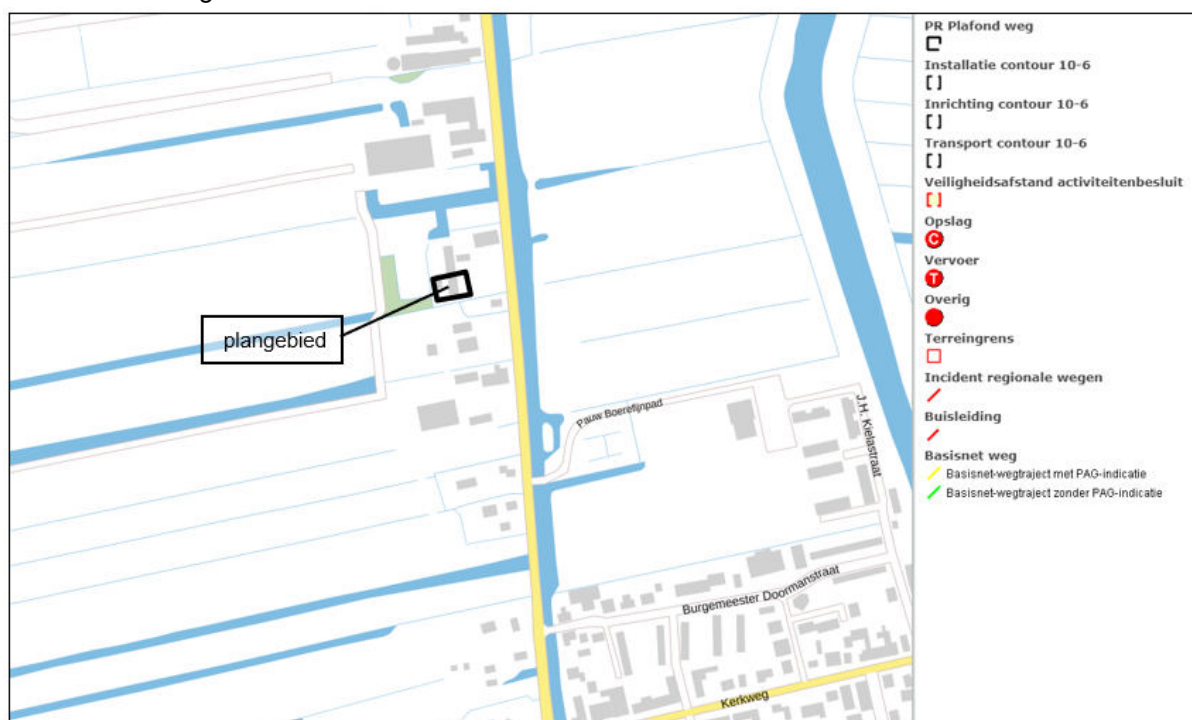 plangebied
Pauw Boerefijnpad
J.H. Kielastraat
Burgemeester Doormanstraat
Kerkweg
PR Plafond weg
Installatie contour 10-6
Inrichting contour 10-6
Transport contour 10-6
Veiligheidsafstand activiteitenbesluit
Opslag
C
Vervoer
T
Overig
Terreingrens
Incident regionale wegen
Buisleiding
Basisnet weg
Basisnet-wegtraject met PAG-indicatie
Basisnet-wegtraject zonder PAG-indicatie